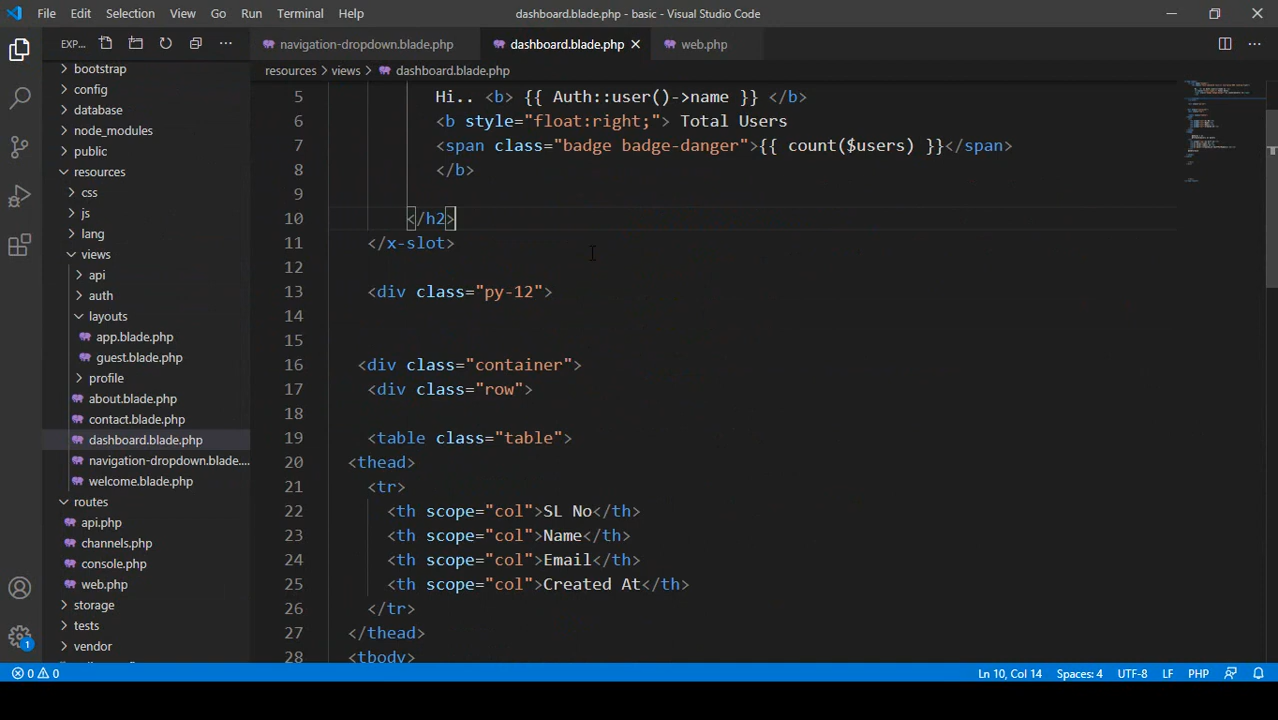 File Edit Selection View Go Run Terminal Help dashboard.blade.php - basic - Visual Studio Code
EXP... navigation-dropdown.blade.php dashboard.blade.php web.php
resources > views > dashboard.blade.php
bootstrap
config
database
node_modules
public
resources
css
js
lang
views
api
auth
layouts
app.blade.php
guest.blade.php
profile
about.blade.php
contact.blade.php
dashboard.blade.php
navigation-dropdown.blade....
welcome.blade.php
routes
api.php
channels.php
console.php
web.php
storage
tests
vendor
5 Hi.. <b> {{ Auth::user()->name }} </b>
6 <b style="float:right;"> Total Users
7 <span class="badge badge-danger">{{ count($users) }}</span>
8 </b>
9
10 </h2>
11 </x-slot>
12
13 <div class="py-12">
14
15
16 <div class="container">
17 <div class="row">
18
19 <table class="table">
20 <thead>
21 <tr>
22 <th scope="col">SL No</th>
23 <th scope="col">Name</th>
24 <th scope="col">Email</th>
25 <th scope="col">Created At</th>
26 </tr>
27 </thead>
28 <tbody>
1
0 0 Ln 10, Col 14 Spaces: 4 UTF-8 LF PHP